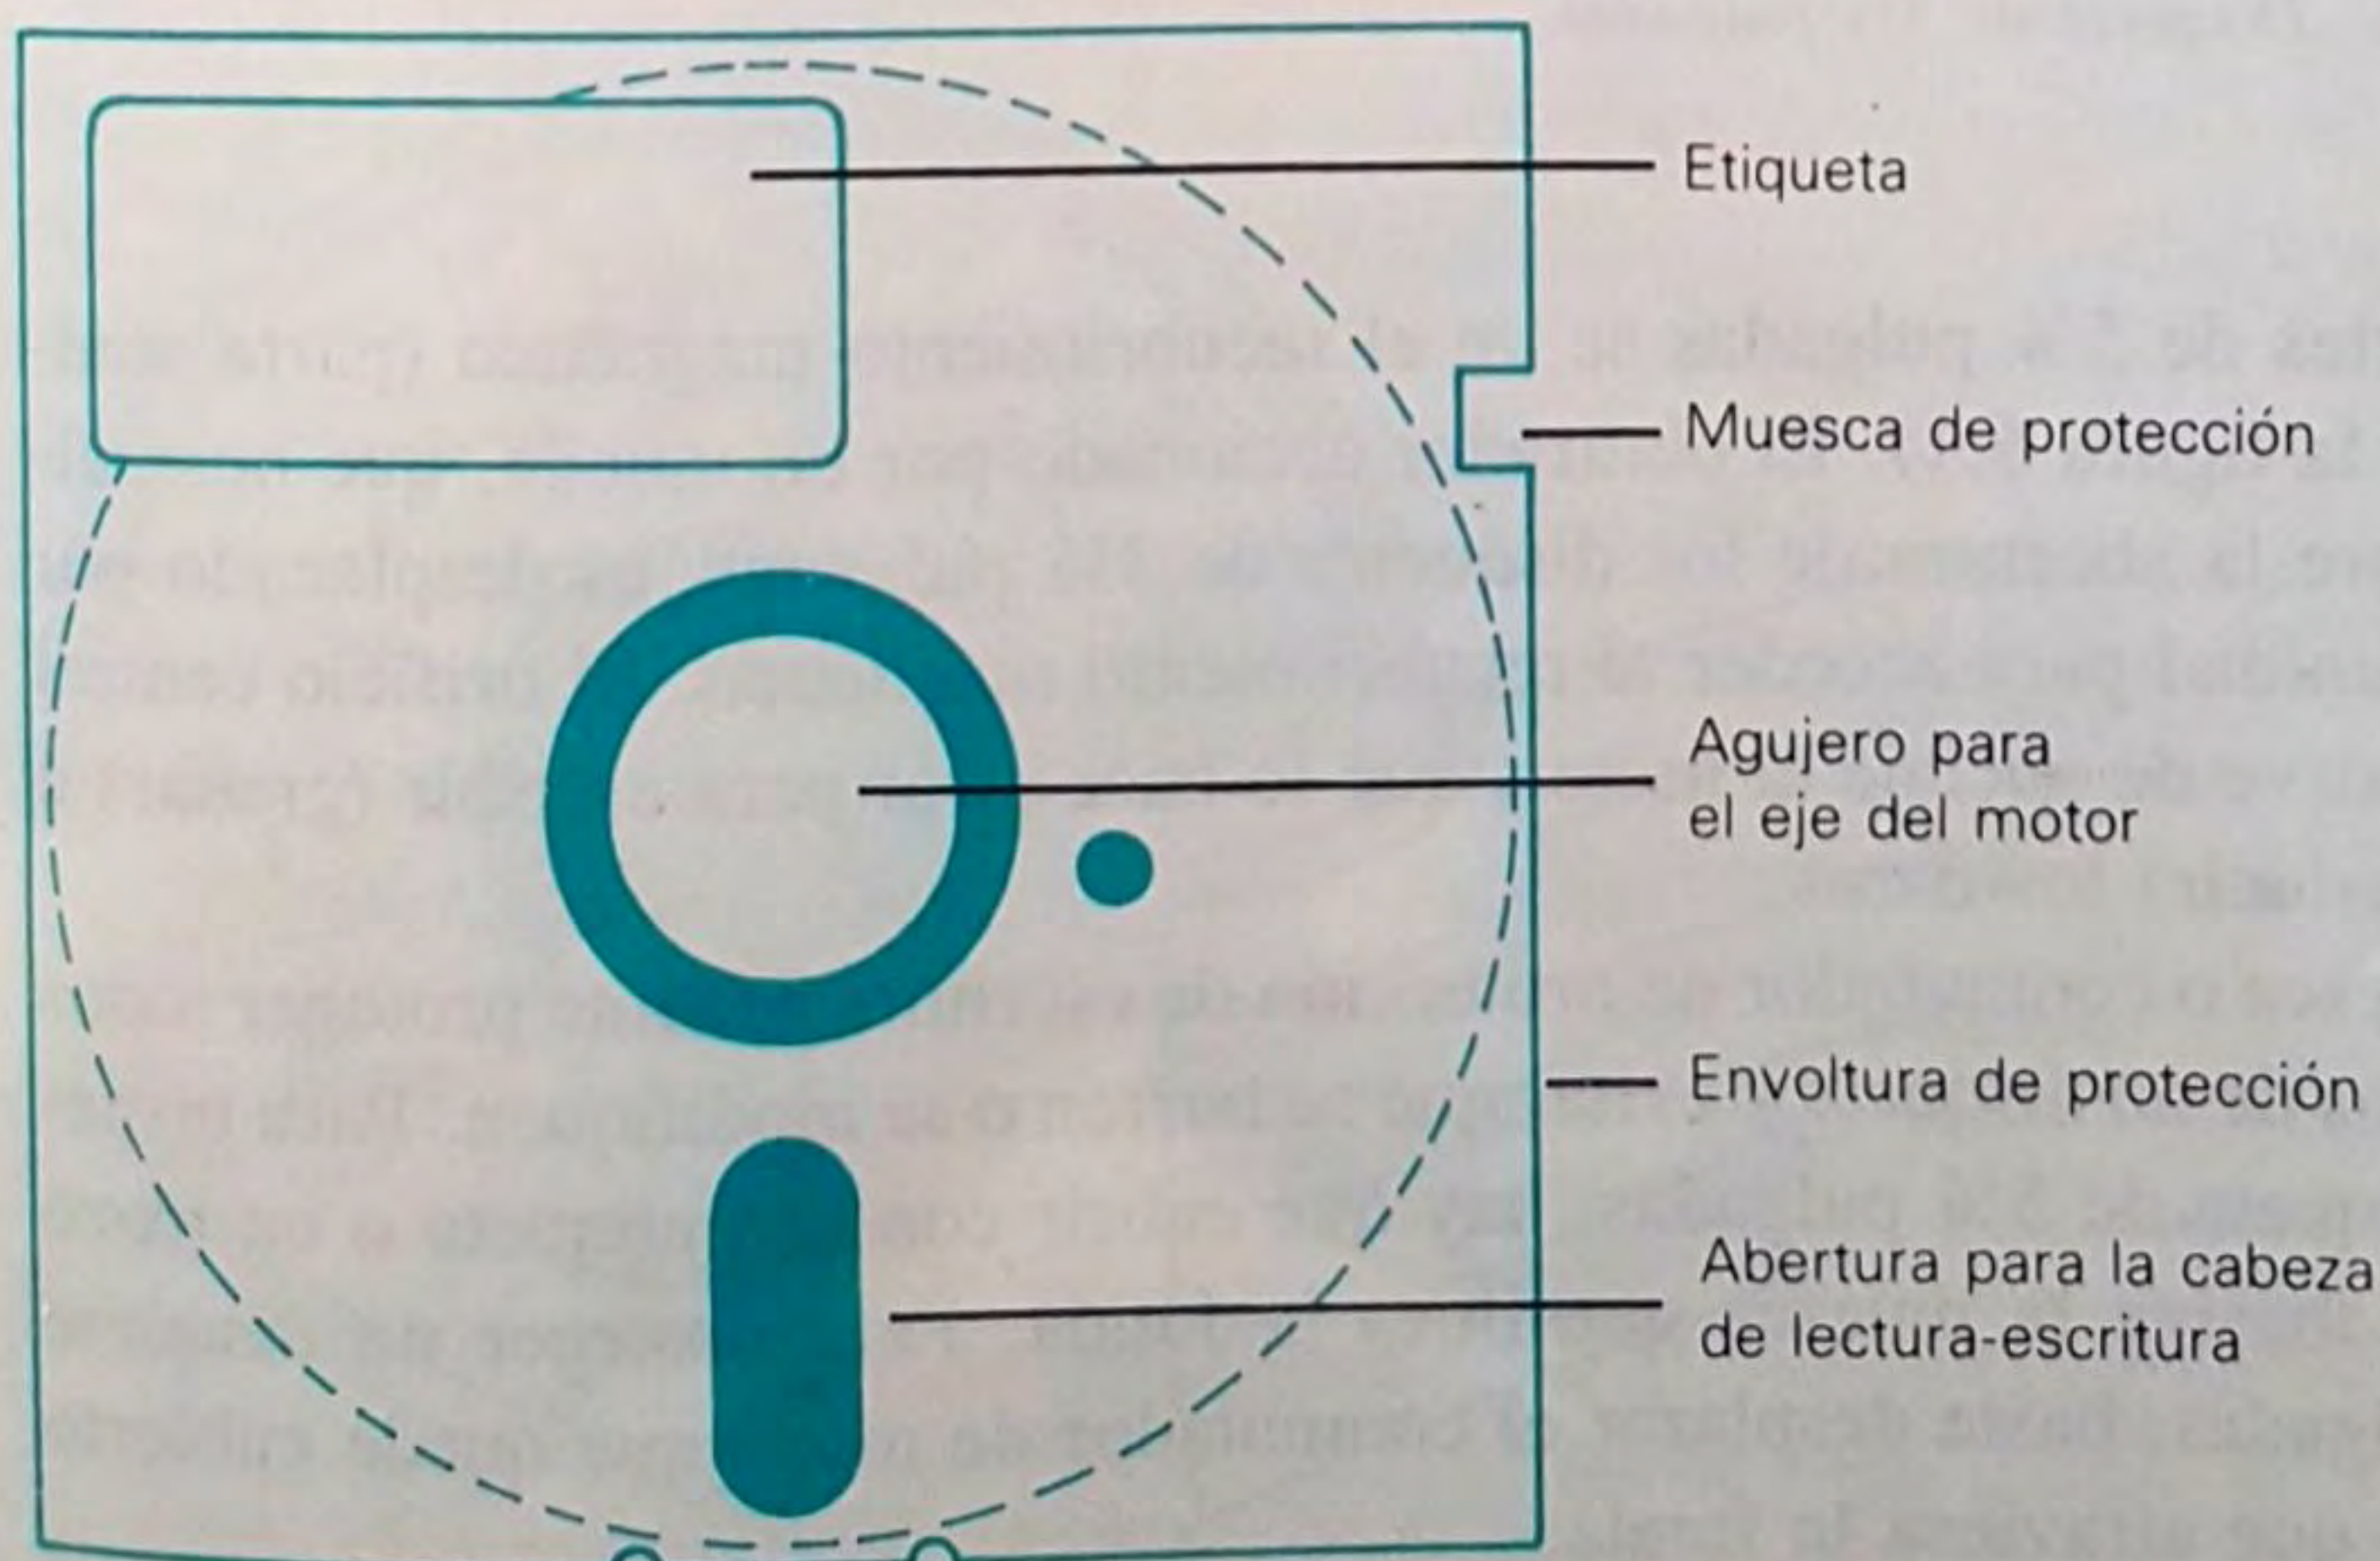 Etiqueta
Muesca de protección
Agujero para
el eje del motor
Envoltura de protección
Abertura para la cabeza
de lectura-escritura